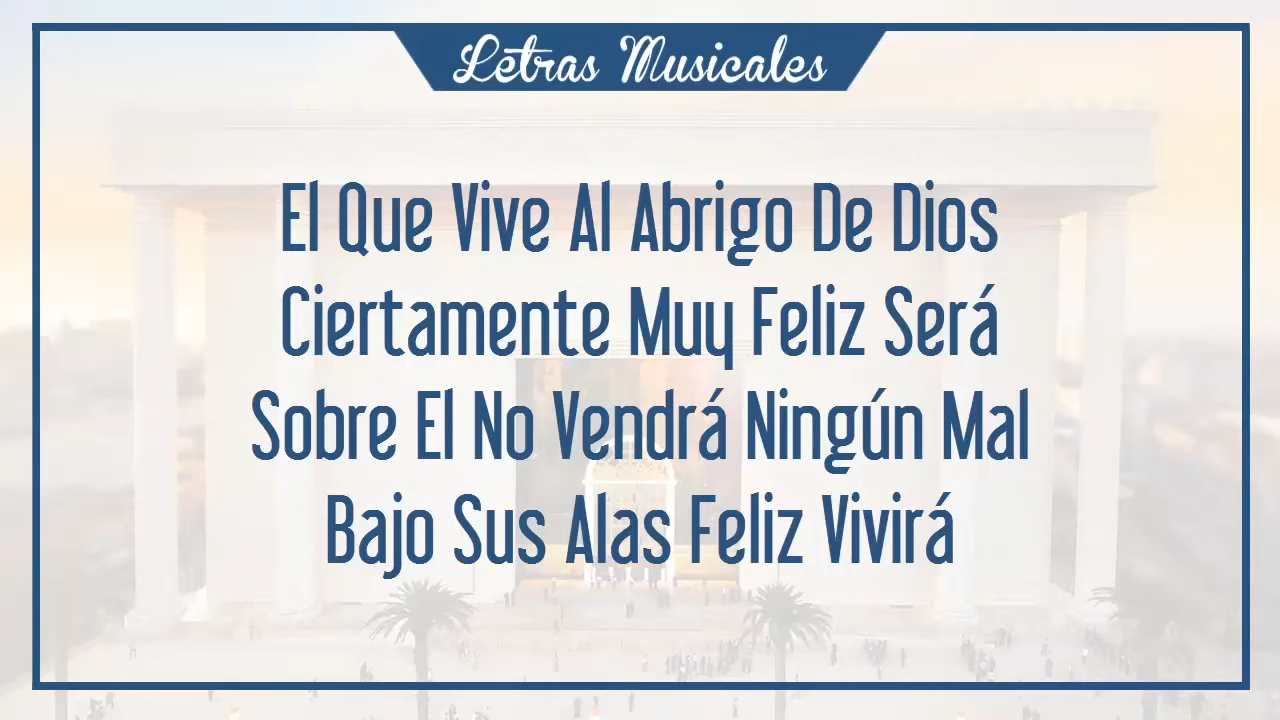 Letras Musicales
El Que Vive Al Abrigo De Dios
Ciertamente Muy Feliz Será
Sobre El No Vendrá Ningún Mal
Bajo Sus Alas Feliz Vivirá